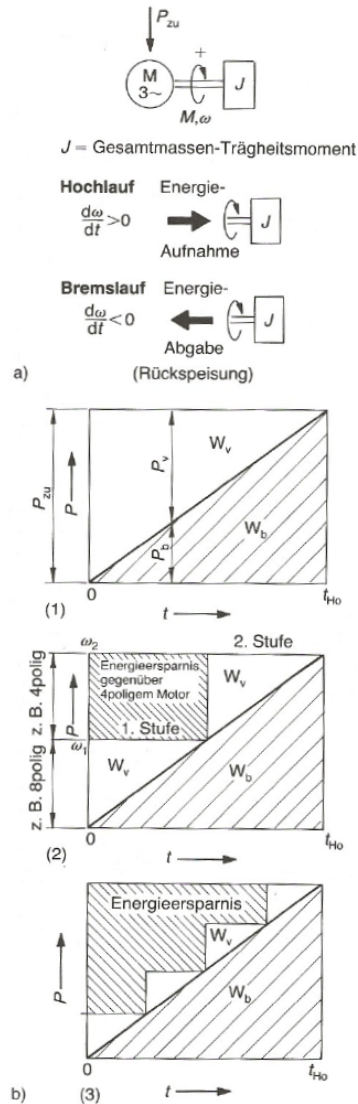 P_zu
M
3~
+
J
M,ω
J = Gesamtmassen-Trägheitsmoment
Hochlauf Energie-
dω/dt >0
J
Aufnahme
Bremslauf Energie-
dω/dt <0
J
Abgabe
a) (Rückspeisung)
P_zu
P
P_v
W_v
P_b
W_b
0
t_Ho
(1)
t
ω_2
2. Stufe
z. B. 4polig
P
Energieersparnis
gegenüber
4poligem Motor
W_v
1. Stufe
ω_1
z. B. 8polig
W_v
W_b
0
t_Ho
(2)
t
Energieersparnis
P
W_v
W_b
0
t_Ho
b) (3)
t